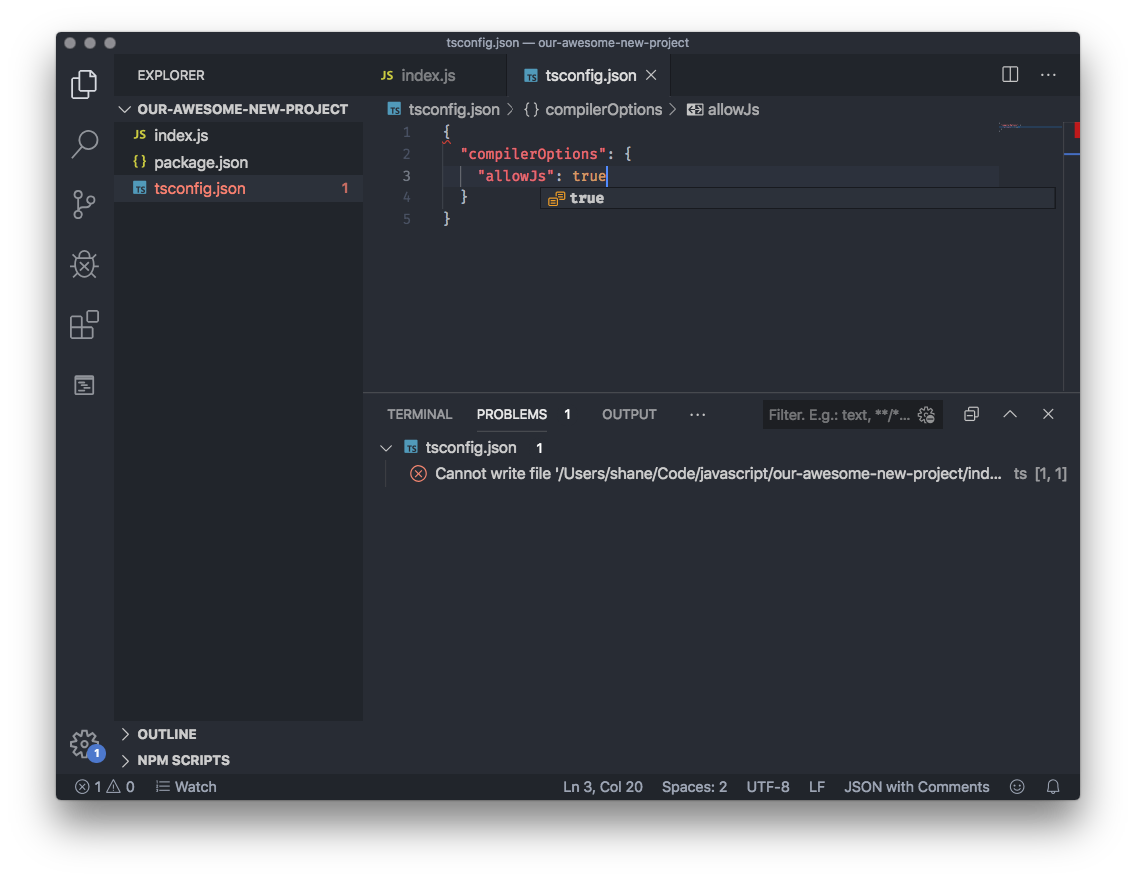 tsconfig.json — our-awesome-new-project
EXPLORER
JS index.js
TS tsconfig.json
OUR-AWESOME-NEW-PROJECT
TS tsconfig.json > { } compilerOptions > allowJs
JS index.js
{ } package.json
TS tsconfig.json 1
1 {
2 "compilerOptions": {
3 "allowJs": true
4 }
5 }
true
TERMINAL PROBLEMS 1 OUTPUT ...
Filter. E.g.: text, **/*...
TS tsconfig.json 1
Cannot write file '/Users/shane/Code/javascript/our-awesome-new-project/ind... ts [1, 1]
OUTLINE
1
NPM SCRIPTS
1 0 Watch Ln 3, Col 20 Spaces: 2 UTF-8 LF JSON with Comments